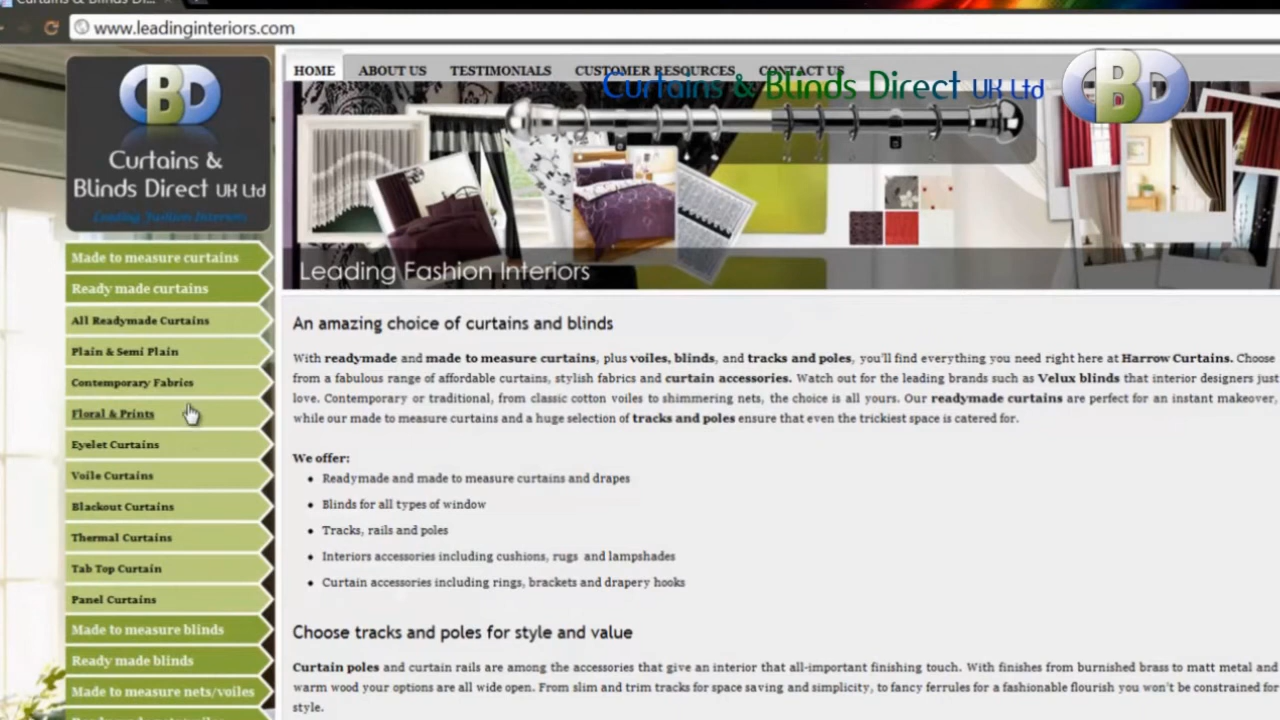 Curtains & Blinds Di...
www.leadinginteriors.com
CBD
Curtains &
Blinds Direct UK Ltd
Leading Fashion Interiors
HOME ABOUT US TESTIMONIALS CUSTOMER RESOURCES CONTACT US
Curtains & Blinds Direct UK Ltd CBD
Leading Fashion Interiors
Made to measure curtains
Ready made curtains
All Readymade Curtains
Plain & Semi Plain
Contemporary Fabrics
Floral & Prints
Eyelet Curtains
Voile Curtains
Blackout Curtains
Thermal Curtains
Tab Top Curtain
Panel Curtains
Made to measure blinds
Ready made blinds
Made to measure nets/voiles
An amazing choice of curtains and blinds
With readymade and made to measure curtains, plus voiles, blinds, and tracks and poles, you'll find everything you need right here at Harrow Curtains. Choose
from a fabulous range of affordable curtains, stylish fabrics and curtain accessories. Watch out for the leading brands such as Velux blinds that interior designers just
love. Contemporary or traditional, from classic cotton voiles to shimmering nets, the choice is all yours. Our readymade curtains are perfect for an instant makeover,
while our made to measure curtains and a huge selection of tracks and poles ensure that even the trickiest space is catered for.
We offer:
• Readymade and made to measure curtains and drapes
• Blinds for all types of window
• Tracks, rails and poles
• Interiors accessories including cushions, rugs and lampshades
• Curtain accessories including rings, brackets and drapery hooks
Choose tracks and poles for style and value
Curtain poles and curtain rails are among the accessories that give an interior that all-important finishing touch. With finishes from burnished brass to matt metal and
warm wood your options are all wide open. From slim and trim tracks for space saving and simplicity, to fancy ferrules for a fashionable flourish you won't be constrained for
style.